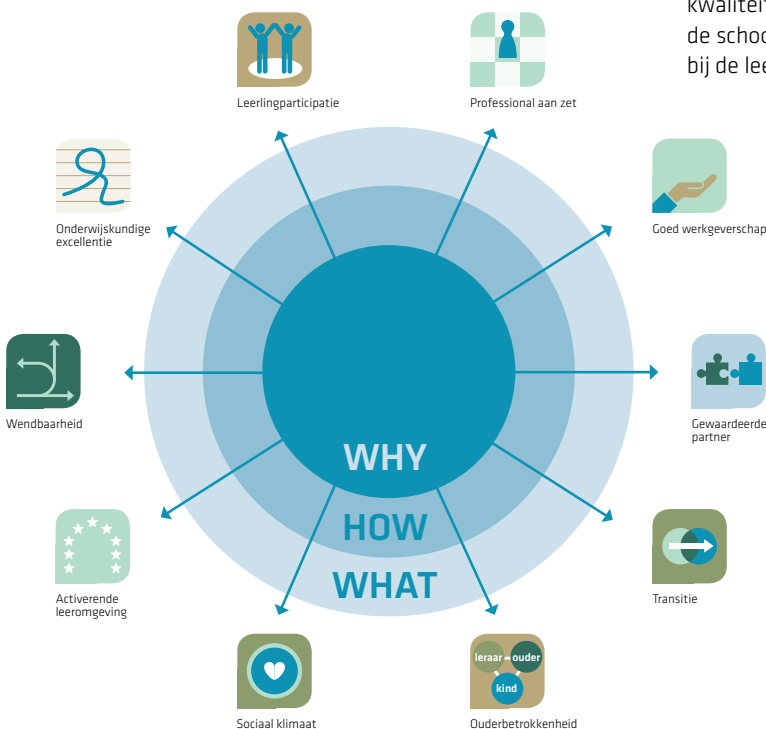 kwaliteit
de schoo
bij de lee
Leerlingparticipatie
Professional aan zet
Onderwijskundige
excellentie
Goed werkgeverschap
Wendbaarheid
Gewaardeerde
partner
WHY
HOW
WHAT
Activerende
leeromgeving
Transitie
leraar
ouder
kind
Sociaal klimaat
Ouderbetrokkenheid